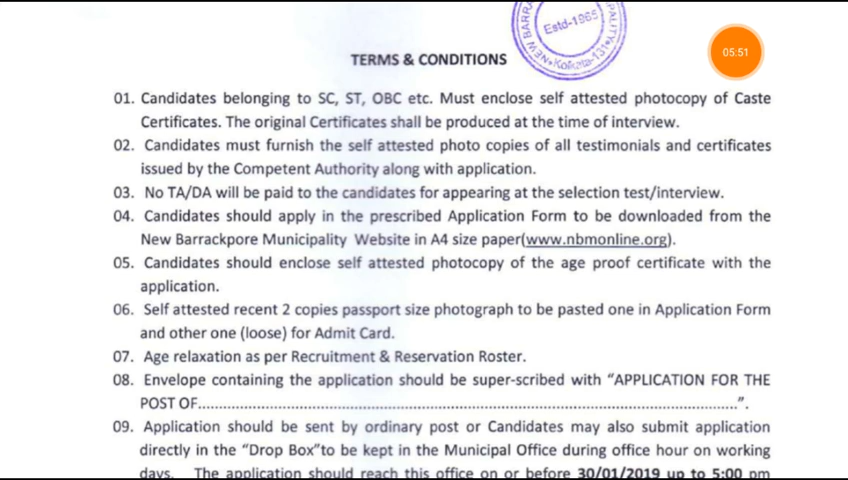 Estd-1965
NEW BARRA
PALITY
Kolkata-131
05:51
TERMS & CONDITIONS
01. Candidates belonging to SC, ST, OBC etc. Must enclose self attested photocopy of Caste
Certificates. The original Certificates shall be produced at the time of interview.
02. Candidates must furnish the self attested photo copies of all testimonials and certificates
issued by the Competent Authority along with application.
03. No TA/DA will be paid to the candidates for appearing at the selection test/interview.
04. Candidates should apply in the prescribed Application Form to be downloaded from the
New Barrackpore Municipality Website in A4 size paper(www.nbmonline.org).
05. Candidates should enclose self attested photocopy of the age proof certificate with the
application.
06. Self attested recent 2 copies passport size photograph to be pasted one in Application Form
and other one (loose) for Admit Card.
07. Age relaxation as per Recruitment & Reservation Roster.
08. Envelope containing the application should be super-scribed with “APPLICATION FOR THE
POST OF....................................................................................................”.
09. Application should be sent by ordinary post or Candidates may also submit application
directly in the “Drop Box”to be kept in the Municipal Office during office hour on working
days. The application should reach this office on or before 30/01/2019 up to 5:00 pm